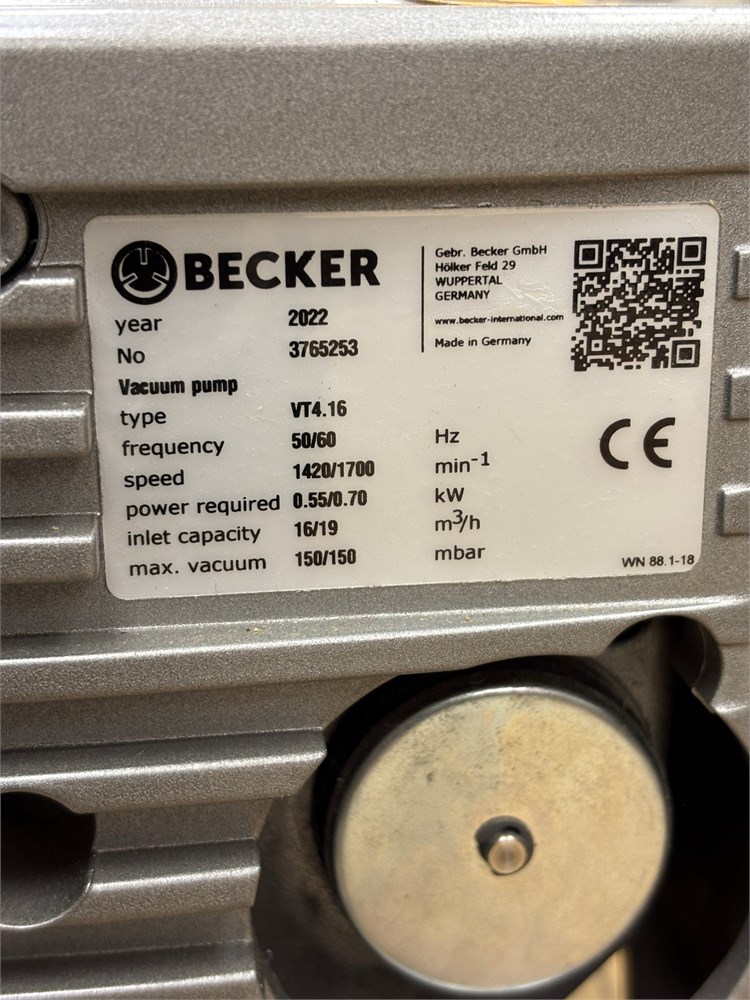 BECKER
year 2022
No 3765253
Gebr. Becker GmbH
Hölker Feld 29
WUPPERTAL
GERMANY
www.becker-international.com
Made in Germany
Vacuum pump
type VT4.16
frequency 50/60 Hz
speed 1420/1700 min-1
power required 0.55/0.70 kW
inlet capacity 16/19 m³/h
max. vacuum 150/150 mbar
CE
WN 88.1-18